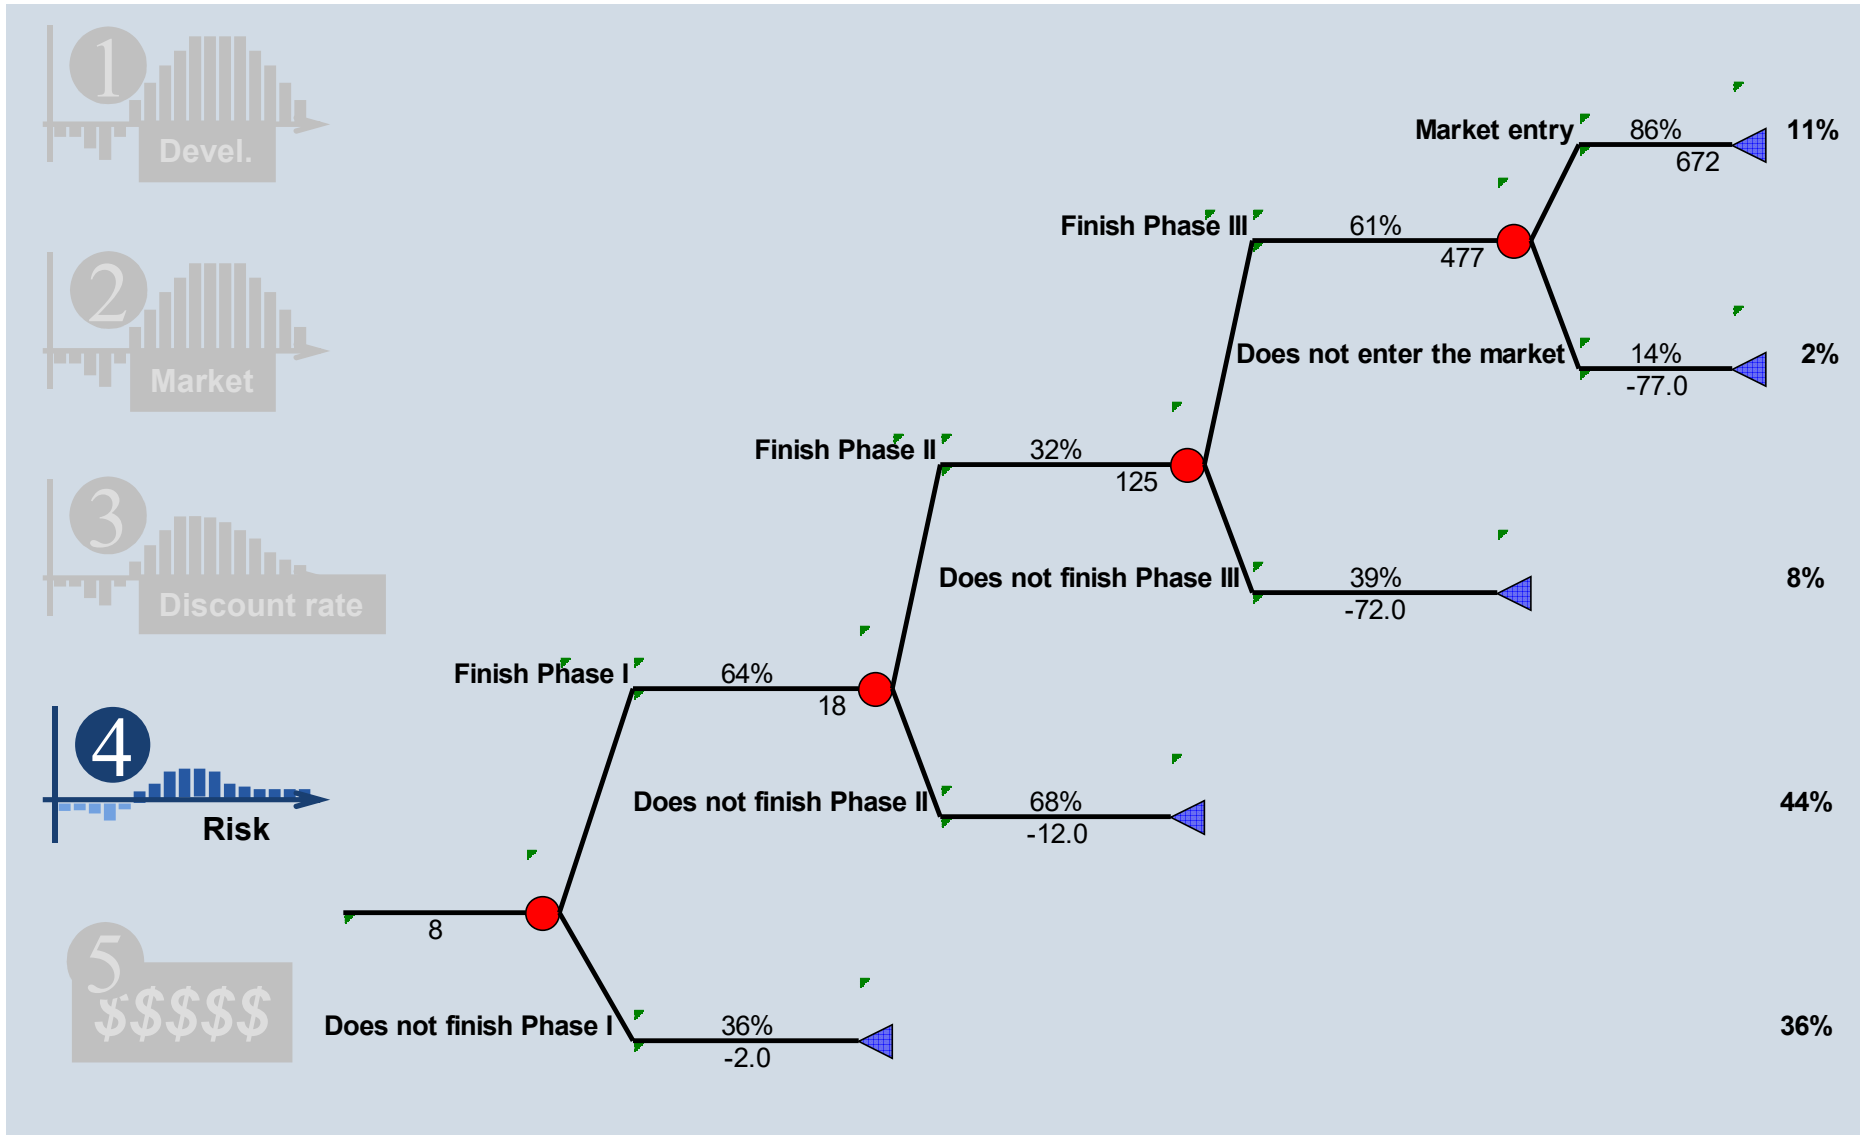 1
Devel.
2
Market
3
Discount rate
4
Risk
5
$$$$$
Market entry
86%
672
11%
Finish Phase III
61%
477
Does not enter the market
14%
-77.0
2%
Finish Phase II
32%
125
Does not finish Phase III
39%
-72.0
8%
Finish Phase I
64%
18
Does not finish Phase II
68%
-12.0
44%
8
Does not finish Phase I
36%
-2.0
36%